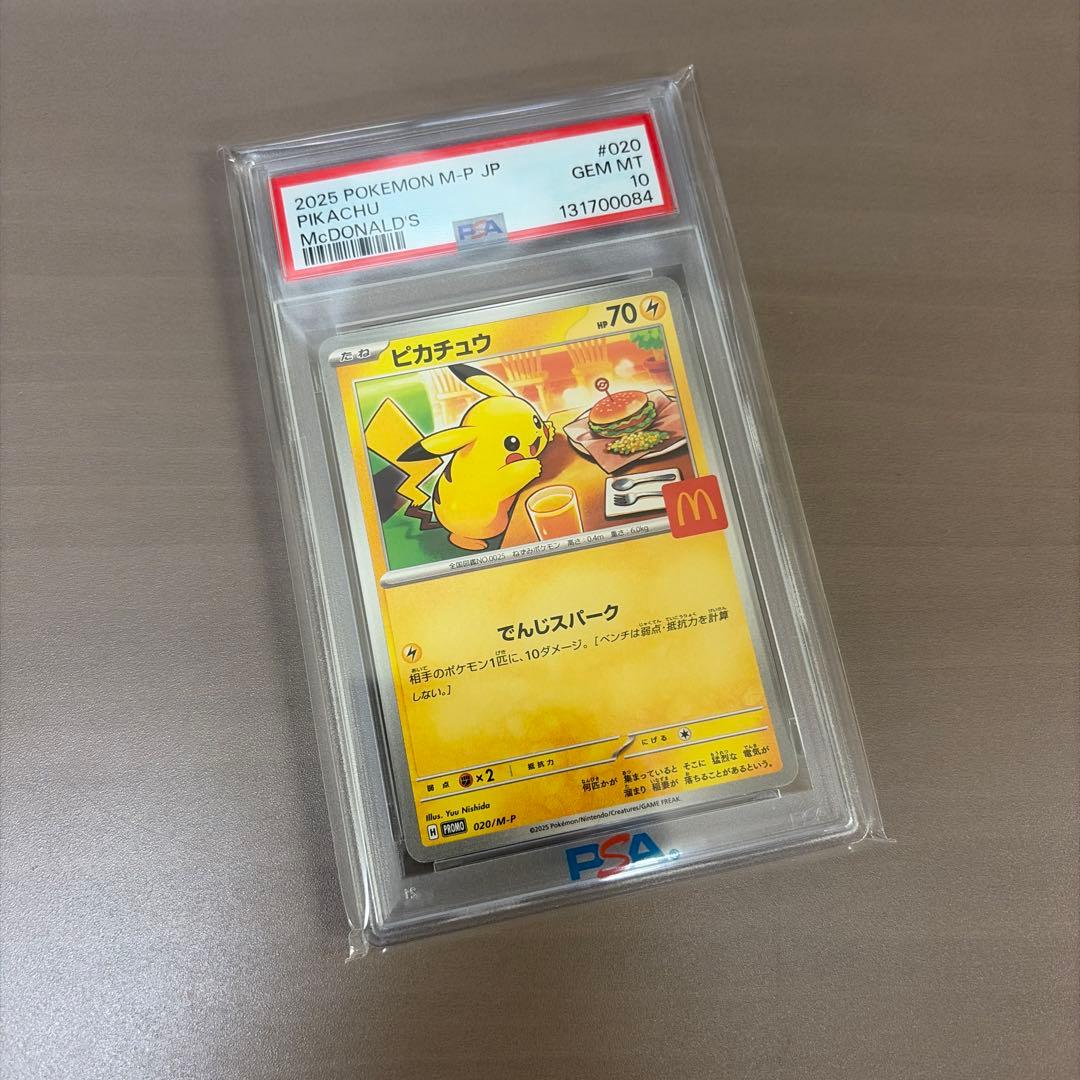 2025 POKEMON M-P JP #020
PIKACHU GEM MT
McDONALD'S 10
PSA 131700084
たね ピカチュウ HP70
M
全国図鑑NO.0025 ねずみポケモン 高さ:0.4m 重さ:6.0kg
でんじスパーク
相手のポケモン1匹に、10ダメージ。[ベンチは弱点・抵抗力を計算
しない。]
弱点 ×2 抵抗力 にげる
何匹かが 集まっていると そこに 猛烈な 電気が
溜まり 稲妻が 落ちることがあるという。
Illus. Yuu Nishida
H PROMO 020/M-P
©2025 Pokémon/Nintendo/Creatures/GAME FREAK.
PSA®